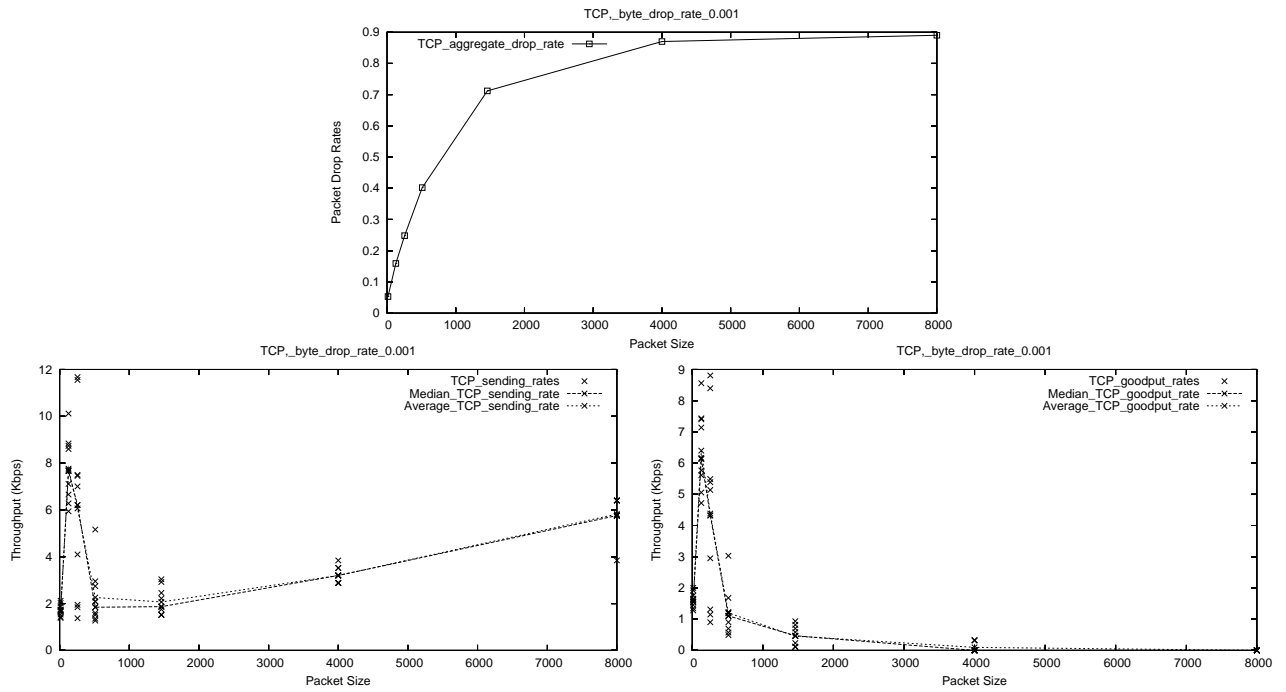 TCP,_byte_drop_rate_0.001
0.9
TCP_aggregate_drop_rate
0.8
0.7
0.6
0.5
0.4
0.3
0.2
0.1
0
Packet Drop Rates
0 1000 2000 3000 4000 5000 6000 7000 8000
Packet Size
TCP,_byte_drop_rate_0.001
12
TCP_sending_rates
Median_TCP_sending_rate
Average_TCP_sending_rate
10
8
6
4
2
0
Throughput (Kbps)
0 1000 2000 3000 4000 5000 6000 7000 8000
Packet Size
TCP,_byte_drop_rate_0.001
9
TCP_goodput_rates
Median_TCP_goodput_rate
Average_TCP_goodput_rate
8
7
6
5
4
3
2
1
0
Throughput (Kbps)
0 1000 2000 3000 4000 5000 6000 7000 8000
Packet Size